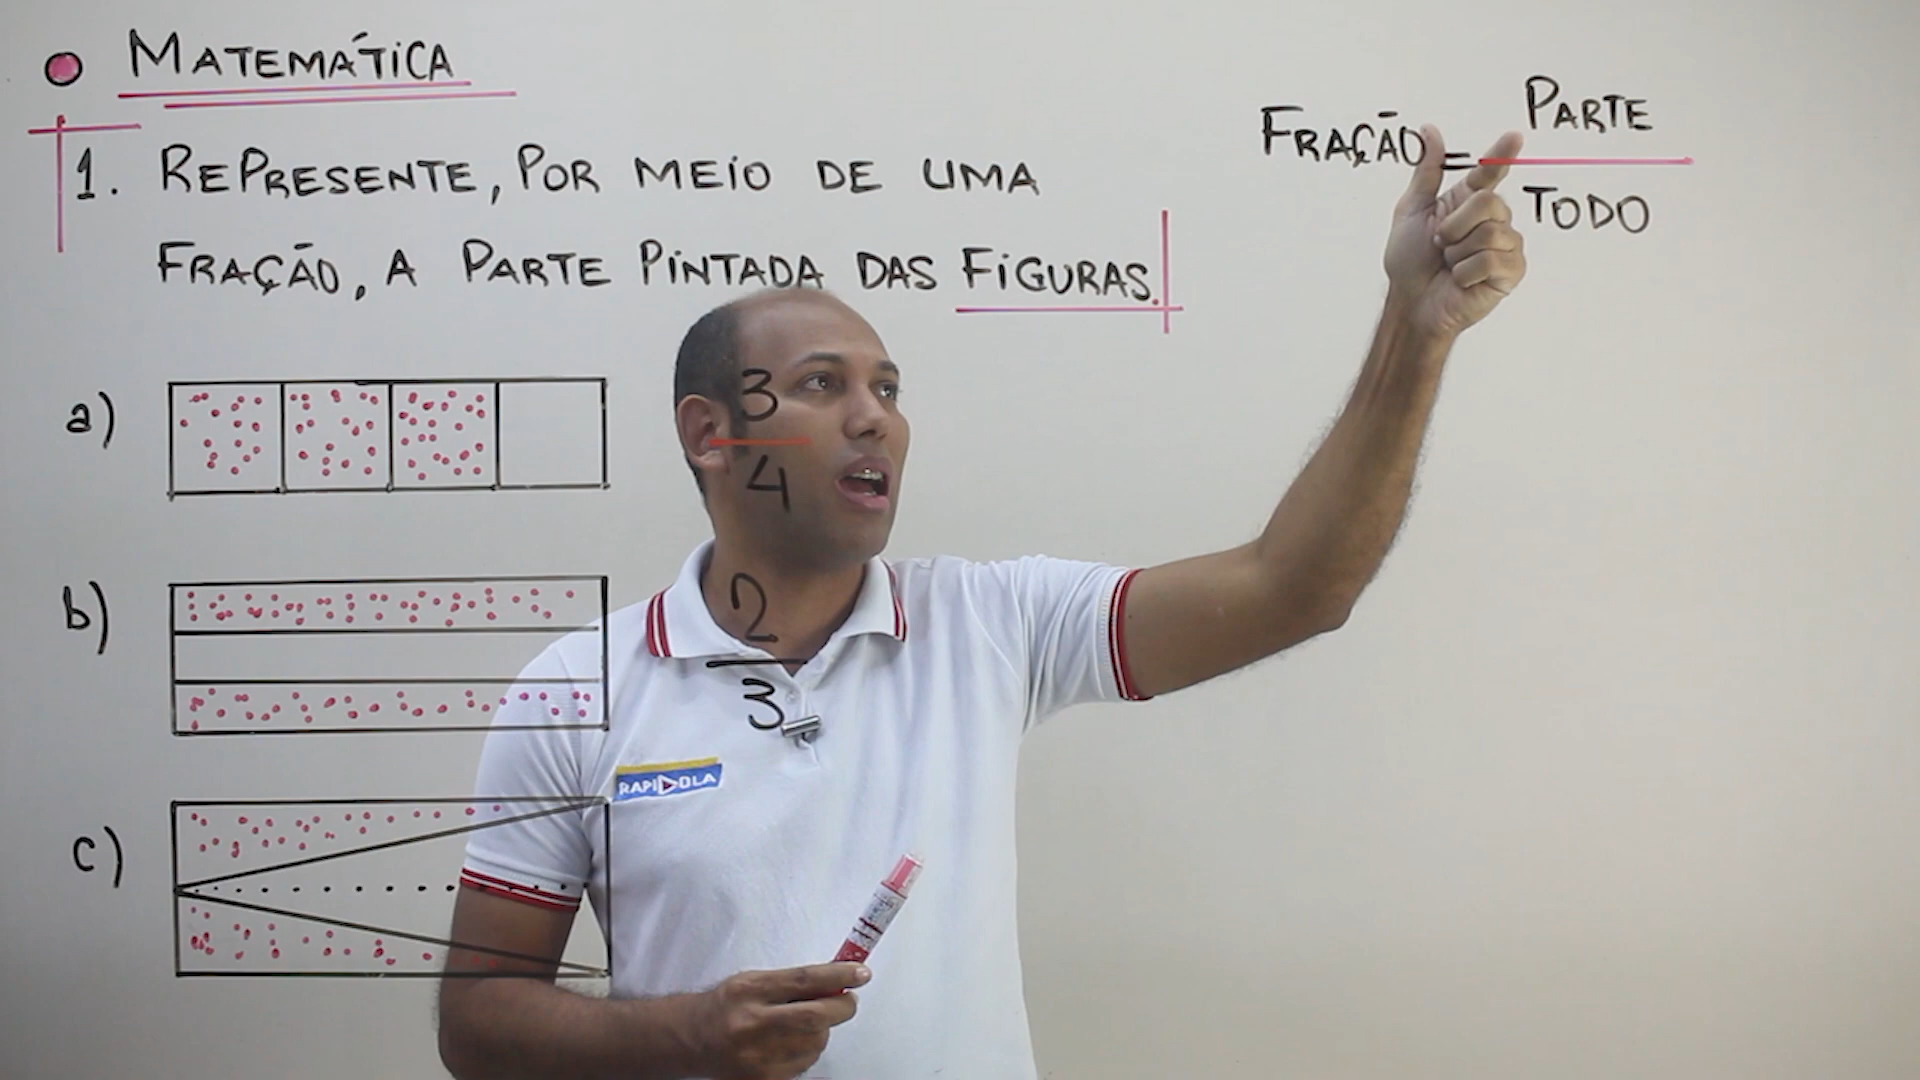 MATEMÁTICA
1. REPRESENTE, POR MEIO DE UMA
FRAÇÃO, A PARTE PINTADA DAS FIGURAS.
FRAÇÃO = PARTE
TODO
a)
3
4
b)
2
3
RAPIDOLA
c)